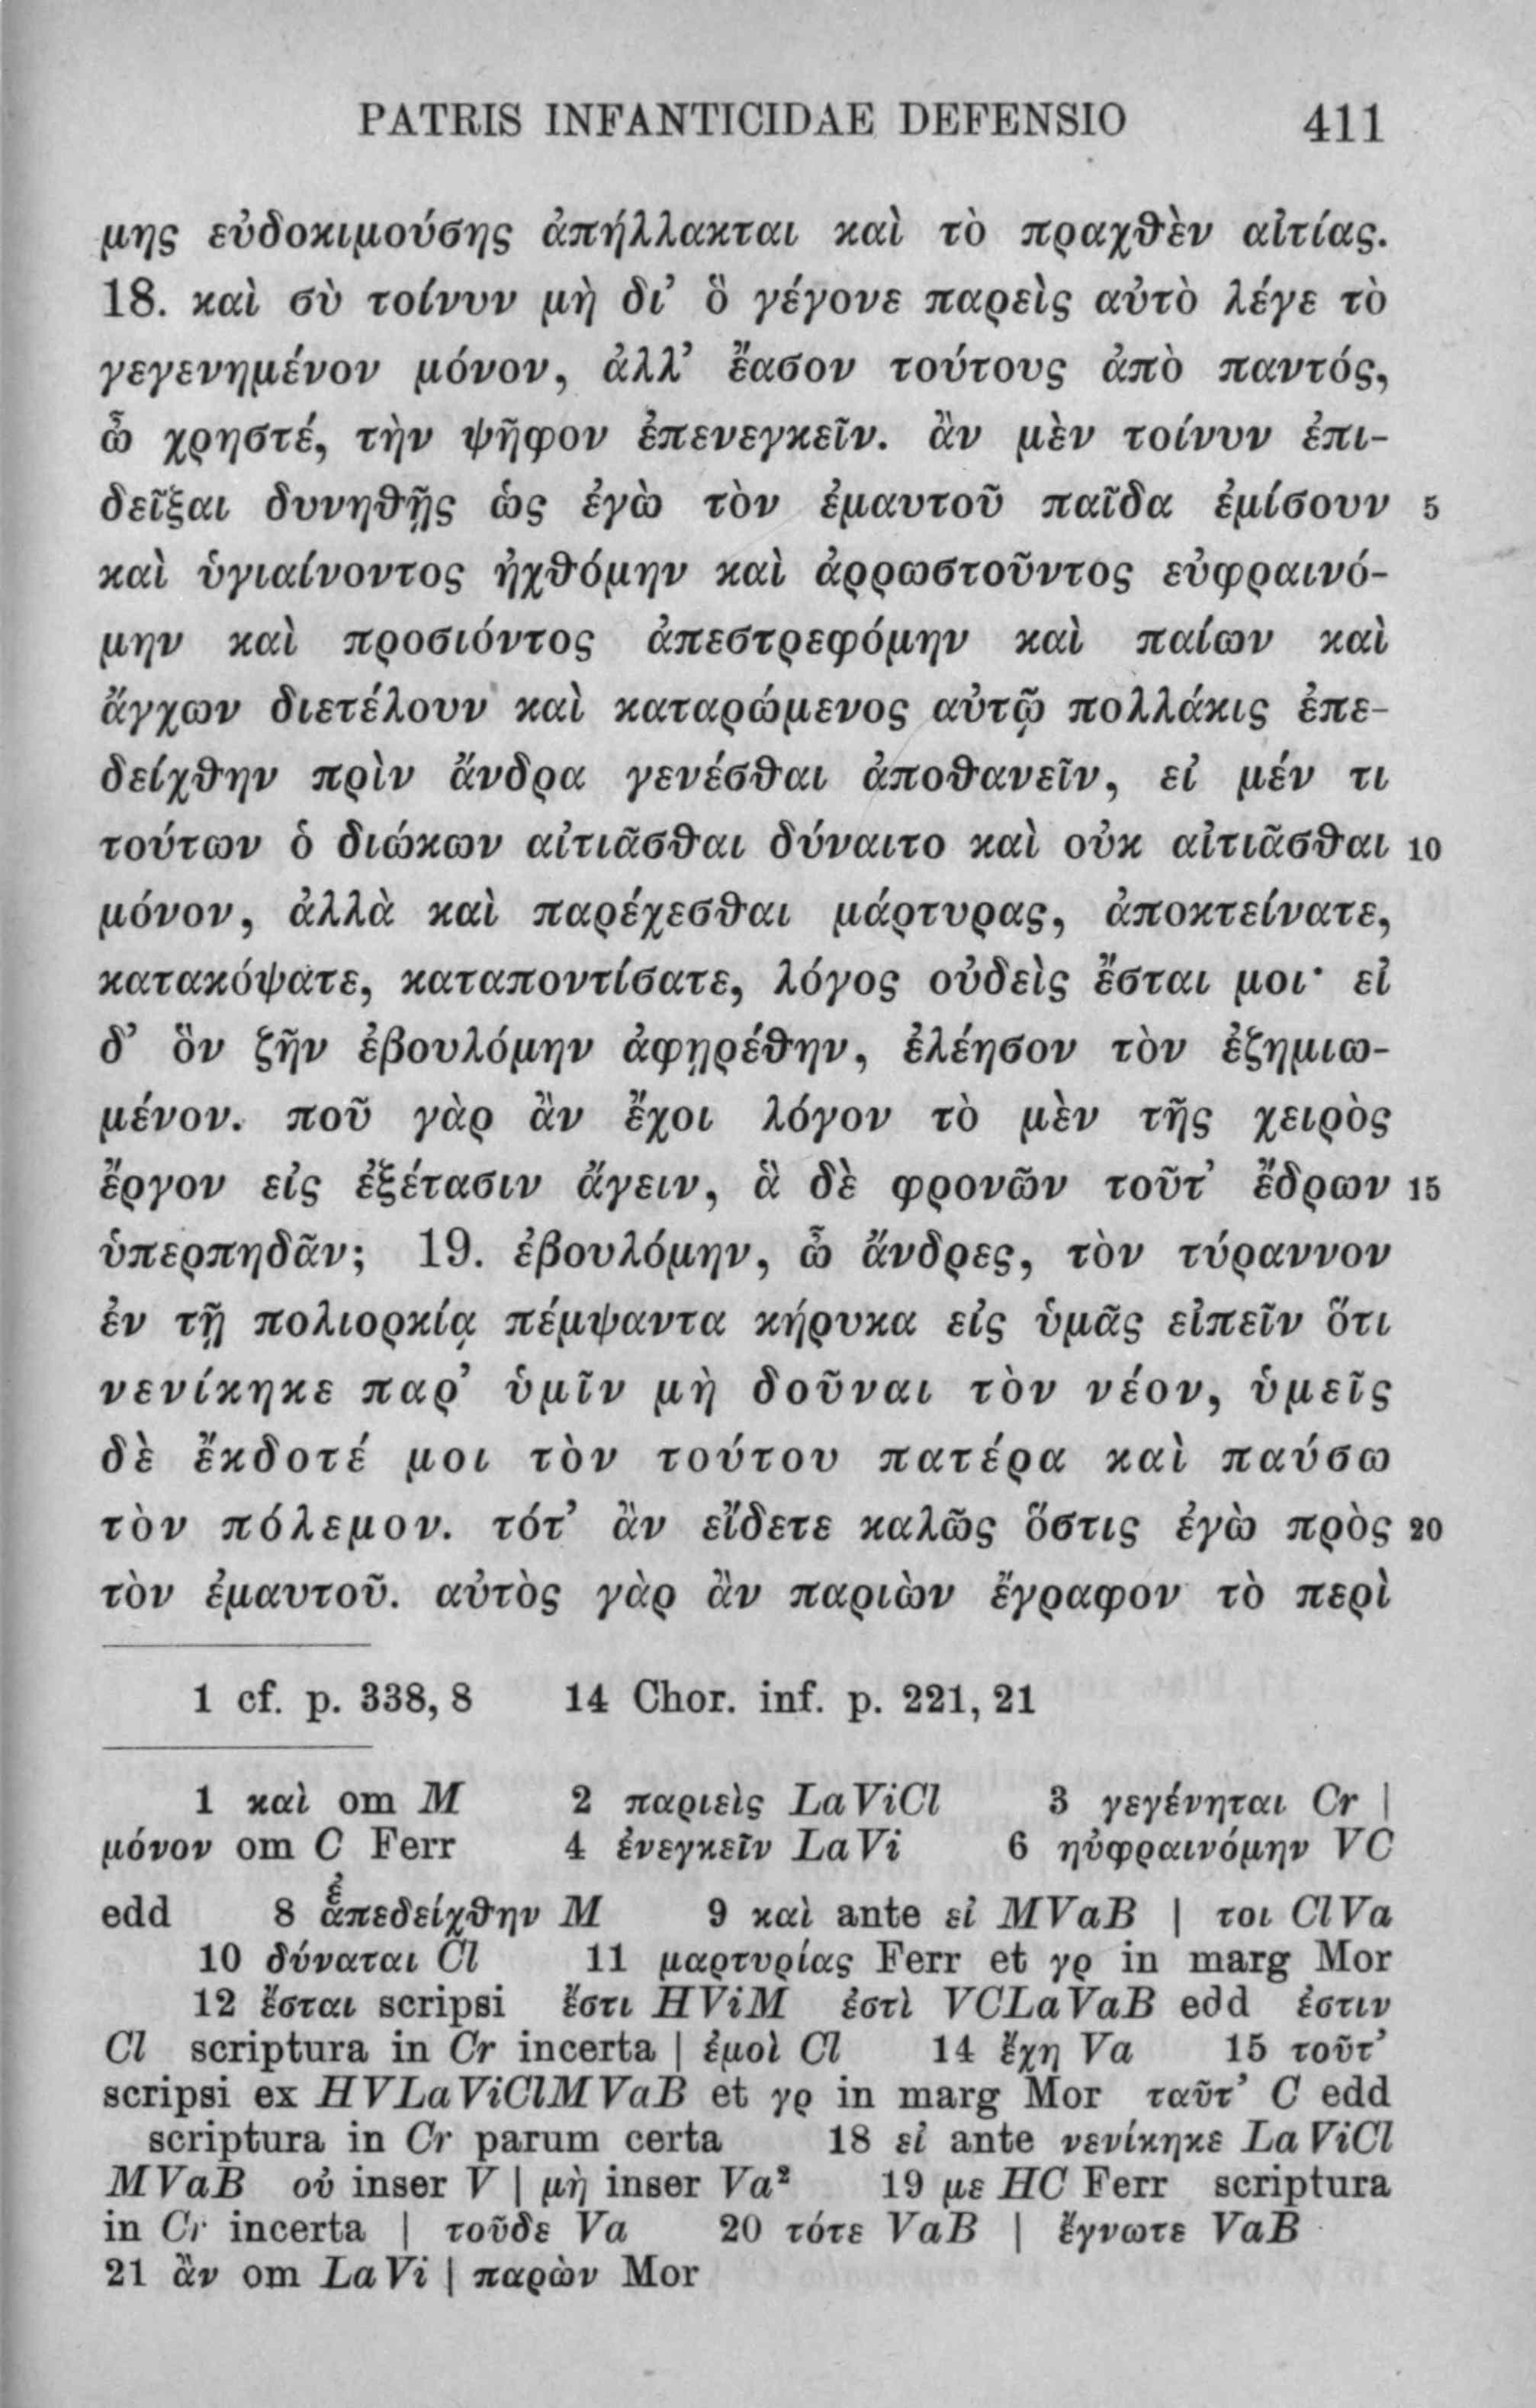 PATRIS INFANTICIDAE DEFENSIO 411
μης εὐδοκιμούσης ἀπήλλακται καὶ τὸ πραχθὲν αἰτίας.
18. καὶ σὺ τοίνυν μὴ δι’ ὃ γέγονε παρεὶς αὐτὸ λέγε τὸ
γεγενημένον μόνον, ἀλλ’ ἔασον τούτους ἀπὸ παντός,
ὦ χρηστέ, τὴν ψῆφον ἐπενεγκεῖν. ἂν μὲν τοίνυν ἐπι-
δεῖξαι δυνηθῇς ὡς ἐγὼ τὸν ἐμαυτοῦ παῖδα ἐμίσουν 5
καὶ ὑγιαίνοντος ἠχθόμην καὶ ἀρρωστοῦντος εὐφραινό-
μην καὶ προσιόντος ἀπεστρεφόμην καὶ παίων καὶ
ἄγχων διετέλουν καὶ καταρώμενος αὐτῷ πολλάκις ἐπε-
δείχθην πρὶν ἄνδρα γενέσθαι ἀποθανεῖν, εἰ μέν τι
τούτων ὁ διώκων αἰτιᾶσθαι δύναιτο καὶ οὐκ αἰτιᾶσθαι 10
μόνον, ἀλλὰ καὶ παρέχεσθαι μάρτυρας, ἀποκτείνατε,
κατακόψατε, καταποντίσατε, λόγος οὐδεὶς ἔσται μοι· εἰ
δ’ ὃν ζῆν ἐβουλόμην ἀφῃρέθην, ἐλέησον τὸν ἐζημιω-
μένον. ποῦ γὰρ ἂν ἔχοι λόγον τὸ μὲν τῆς χειρὸς
ἔργον εἰς ἐξέτασιν ἄγειν, ἃ δὲ φρονῶν τοῦτ’ ἔδρων 15
ὑπερπηδᾶν; 19. ἐβουλόμην, ὦ ἄνδρες, τὸν τύραννον
ἐν τῇ πολιορκίᾳ πέμψαντα κήρυκα εἰς ὑμᾶς εἰπεῖν ὅτι
νενίκηκε παρ’ ὑμῖν μὴ δοῦναι τὸν νέον, ὑμεῖς
δὲ ἔκδοτέ μοι τὸν τούτου πατέρα καὶ παύσω
τὸν πόλεμον. τότ’ ἂν εἴδετε καλῶς ὅστις ἐγὼ πρὸς 20
τὸν ἐμαυτοῦ. αὐτὸς γὰρ ἂν παριὼν ἔγραφον τὸ περὶ
1 cf. p. 338, 8 14 Chor. inf. p. 221, 21
1 καὶ om M 2 παριεὶς LaViCl 3 γεγένηται Cr |
μόνον om C Ferr 4 ἐνεγκεῖν LaVi 6 ηὐφραινόμην VC
edd 8 ἀ̔̀πεδείχθην M 9 καὶ ante εἰ MVaB | τοι ClVa
10 δύναται Cl 11 μαρτυρίας Ferr et γρ in marg Mor
12 ἔσται scripsi ἔστι HViM ἐστὶ VCLaVaB edd ἐστιν
Cl scriptura in Cr incerta | ἐμοὶ Cl 14 ἔχη Va 15 τοῦτ’
scripsi ex HVLaViClMVaB et γρ in marg Mor ταῦτ’ C edd
scriptura in Cr parum certa 18 εἰ ante νενίκηκε LaViCl
MVaB οὐ inser V | μὴ inser Va² 19 με HC Ferr scriptura
in Cr incerta | τοῦδε Va 20 τότε VaB | ἔγνωτε VaB
21 ἂν om LaVi | παρὼν Mor